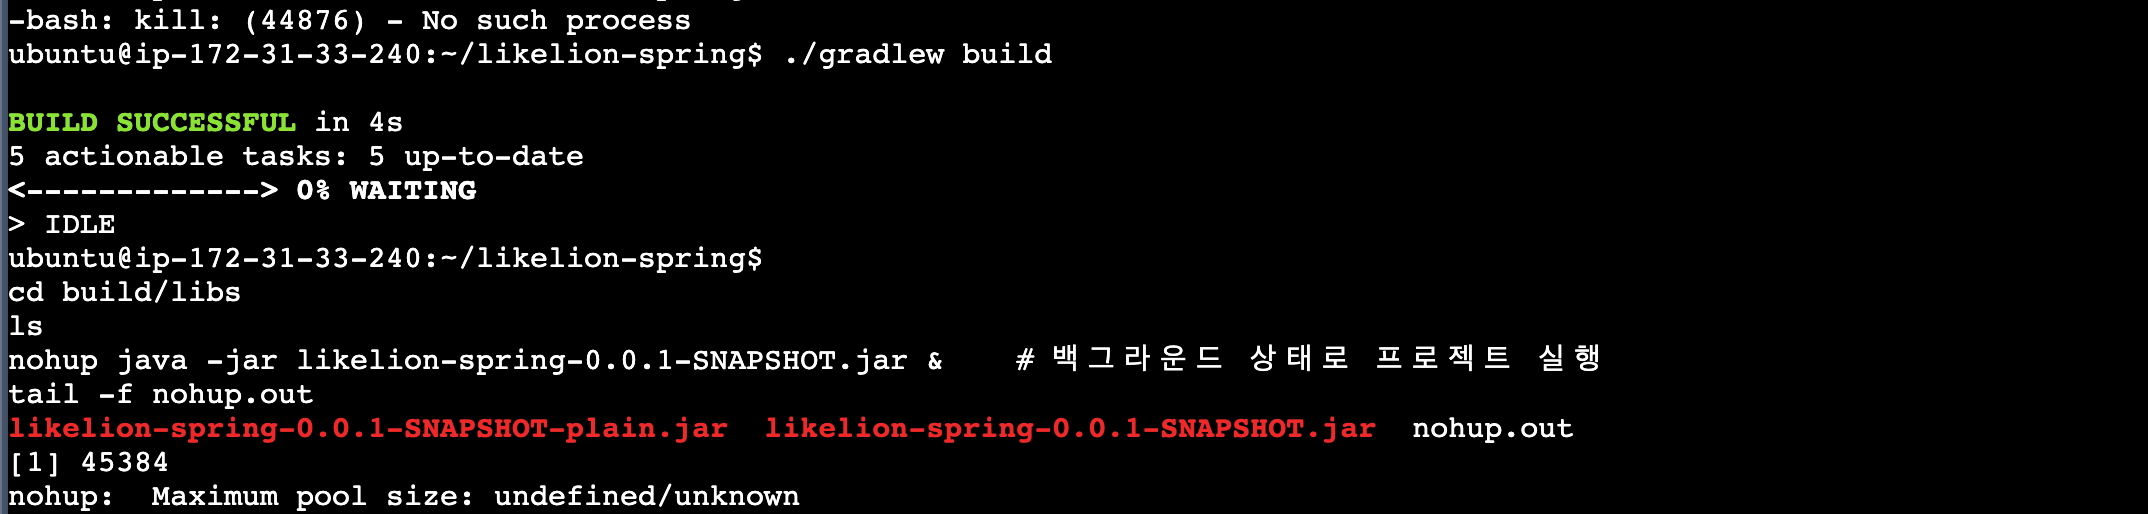 -bash: kill: (44876) - No such process
ubuntu@ip-172-31-33-240:~/likelion-spring$ ./gradlew build
BUILD SUCCESSFUL in 4s
5 actionable tasks: 5 up-to-date
<-------------> 0% WAITING
> IDLE
ubuntu@ip-172-31-33-240:~/likelion-spring$
cd build/libs
ls
nohup java -jar likelion-spring-0.0.1-SNAPSHOT.jar &    # 백그라운드 상태로 프로젝트 실행
tail -f nohup.out
likelion-spring-0.0.1-SNAPSHOT-plain.jar  likelion-spring-0.0.1-SNAPSHOT.jar  nohup.out
[1] 45384
nohup:  Maximum pool size: undefined/unknown